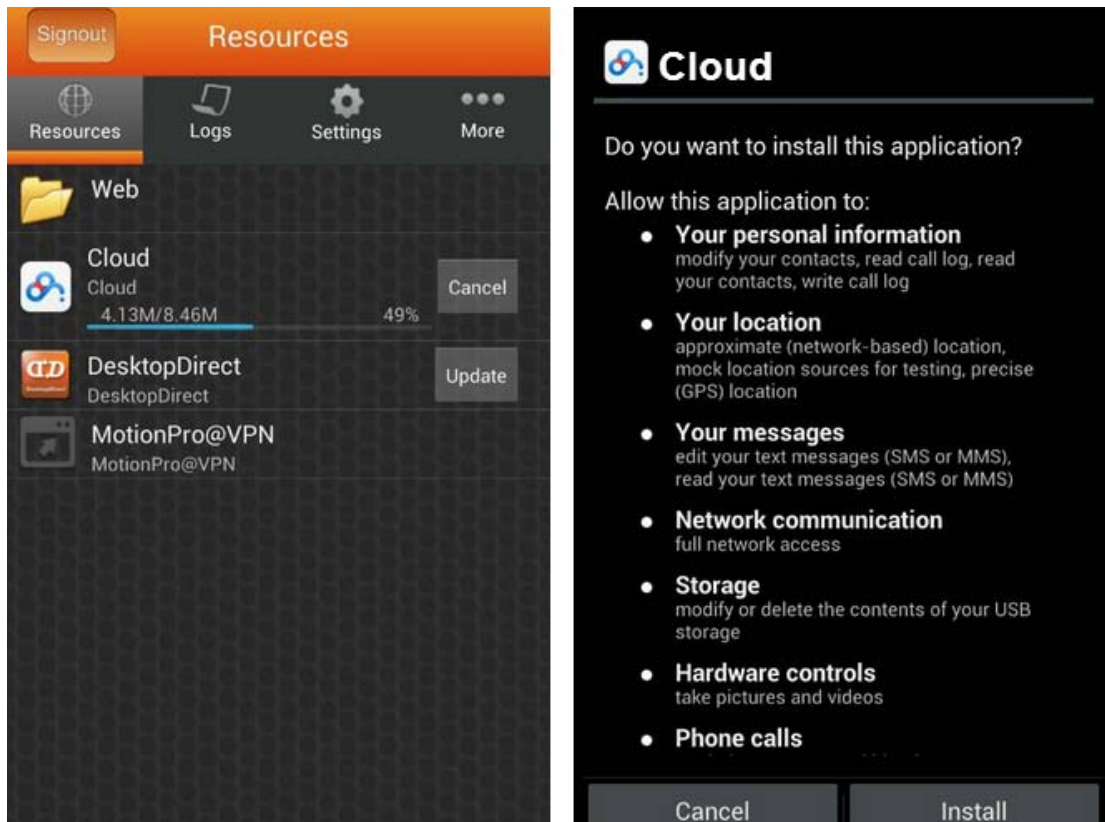 Signout
Resources
Resources
Logs
Settings
More
Web
Cloud
Cloud
4.13M/8.46M 49%
Cancel
DesktopDirect
DesktopDirect
Update
MotionPro@VPN
MotionPro@VPN
Cloud
Do you want to install this application?
Allow this application to:
Your personal information
modify your contacts, read call log, read
your contacts, write call log
Your location
approximate (network-based) location,
mock location sources for testing, precise
(GPS) location
Your messages
edit your text messages (SMS or MMS),
read your text messages (SMS or MMS)
Network communication
full network access
Storage
modify or delete the contents of your USB
storage
Hardware controls
take pictures and videos
Phone calls
Cancel
Install